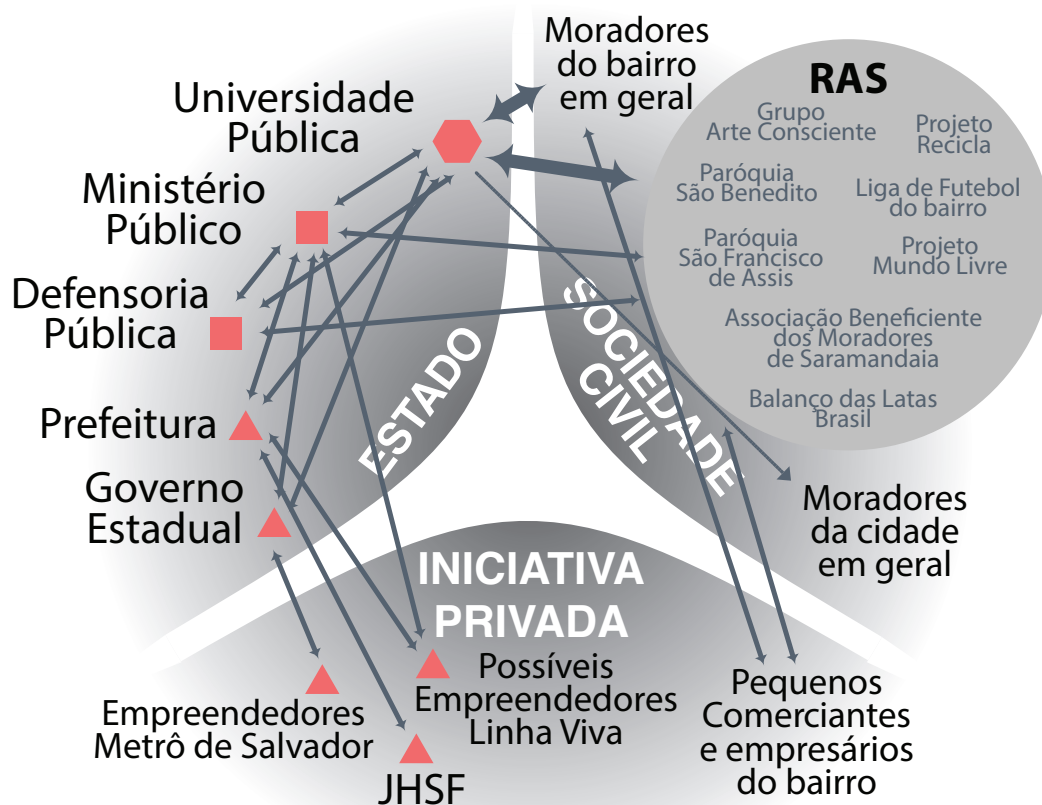 Moradores
do bairro
em geral
Universidade
Pública
Ministério
Público
Defensoria
Pública
Prefeitura
Governo
Estadual
ESTADO
SOCIEDADE
CIVIL
RAS
Grupo
Arte Consciente
Projeto
Recicla
Paróquia
São Benedito
Liga de Futebol
do bairro
Paróquia
São Francisco
de Assis
Projeto
Mundo Livre
Associação Beneficiente
dos Moradores
de Saramandaia
Balanço das Latas
Brasil
Moradores
da cidade
em geral
INICIATIVA
PRIVADA
Possíveis
Empreendedores
Linha Viva
Empreendedores
Metrô de Salvador
JHSF
Pequenos
Comerciantes
e empresários
do bairro